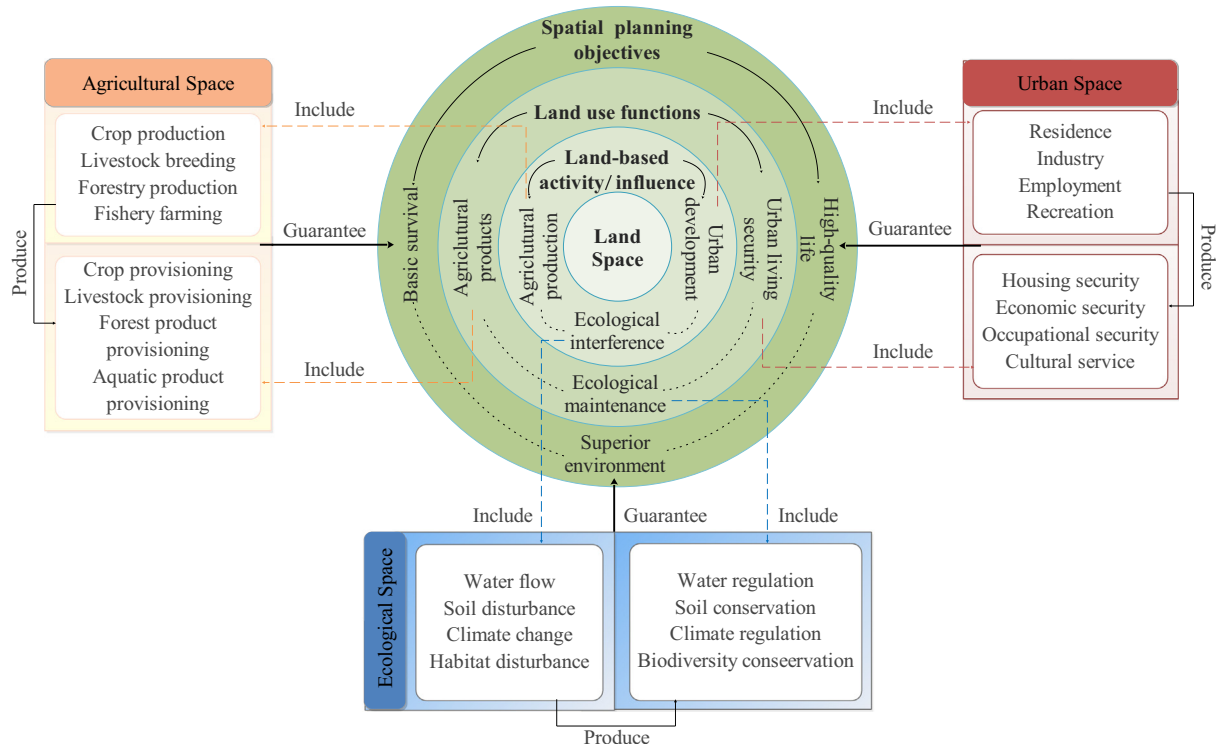 Spatial planning
objectives
Land use functions
Land-based
activity/ influence
Land
Space
Basic survival
Agriclutural
products
Agriclutural
production
Urban
development
Urban living
security
High-quality
life
Ecological
interference
Ecological
maintenance
Superior
environment
Agricultural Space
Crop production
Livestock breeding
Forestry production
Fishery farming
Crop provisioning
Livestock provisioning
Forest product
provisioning
Aquatic product
provisioning
Produce
Include
Guarantee
Include
Urban Space
Residence
Industry
Employment
Recreation
Housing security
Economic security
Occupational security
Cultural service
Produce
Include
Guarantee
Include
Include
Guarantee
Include
Ecological Space
Water flow
Soil disturbance
Climate change
Habitat disturbance
Water regulation
Soil conservation
Climate regulation
Biodiversity conseervation
Produce